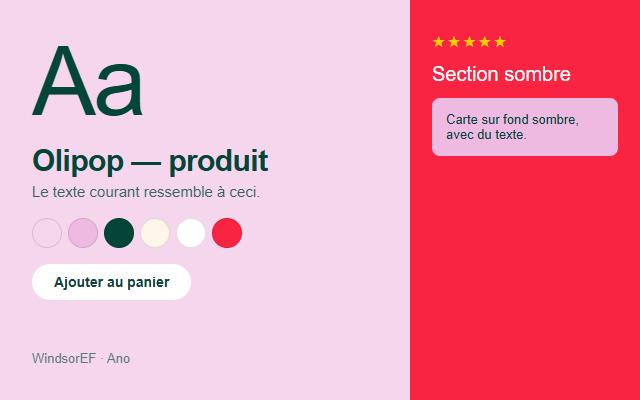 Aa
Olipop — produit
Le texte courant ressemble à ceci.
Ajouter au panier
WindsorEF · Ano
Section sombre
Carte sur fond sombre,
avec du texte.